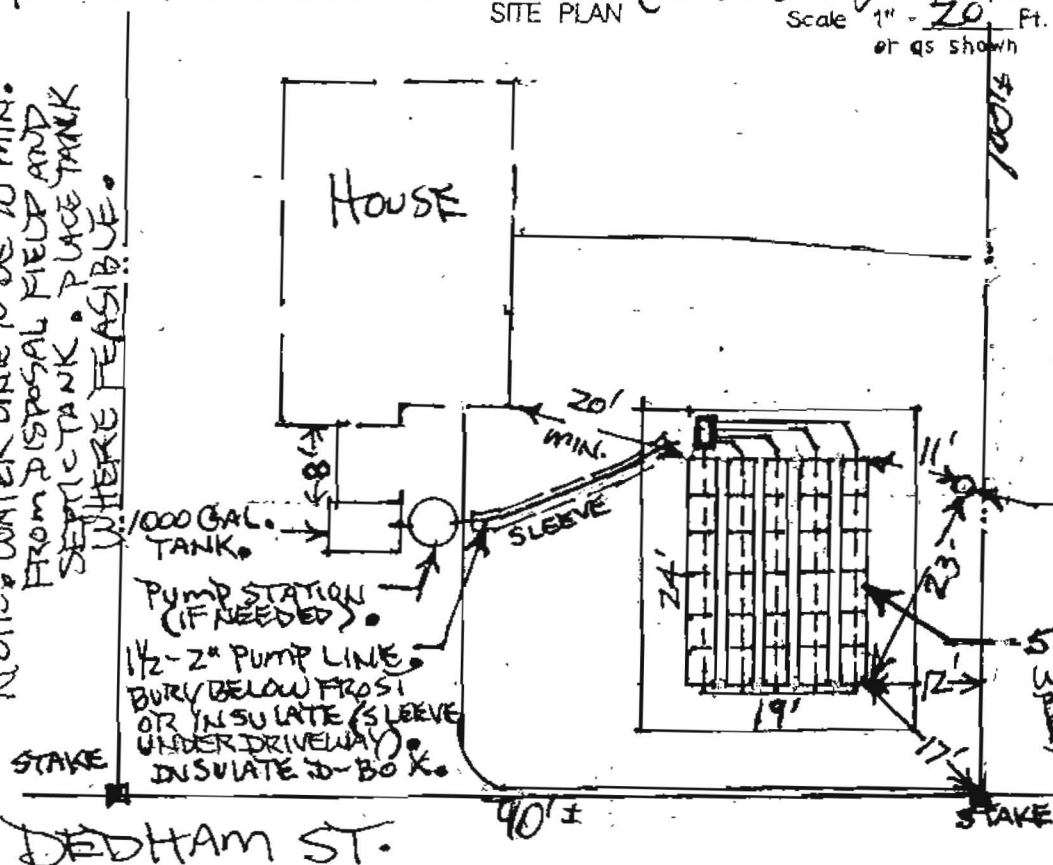 SITE PLAN
Scale 1" - 20 Ft.
or as shown
100'±
WATER LINE TO BE 10 MIN.
FROM DISPOSAL FIELD AND
SEPTIC TANK. PLACE TANK
WHERE FEASIBLE.
HOUSE
20'
MIN.
11'
8'
1000 GAL.
TANK.
SLEEVE
24'
23'
PUMP STATION
(IF NEEDED).
1½-2" PUMP LINE.
BURY BELOW FROST
OR INSULATE (SLEEVE
UNDER DRIVEWAY).
INSULATE D-BOX.
5
12'
19'
17'
STAKE
STAKE
90'±
DEDHAM ST.